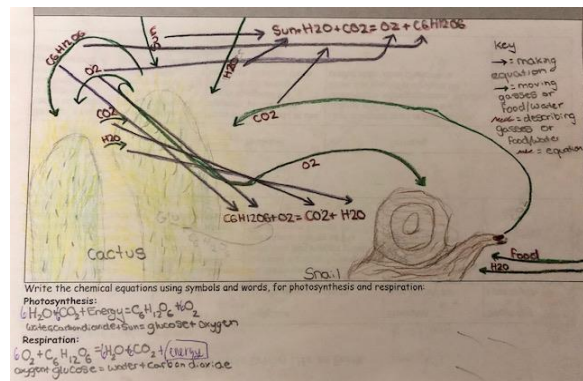 C6H12O6
Sun
Sun+H2O+CO2=O2+C6H12O6
O2
H2O
CO2
CO2
H2O
O2
C6H12O6+O2=CO2+H2O
Cactus
Snail
Food
H2O
key
→=making
equation
→=moving
gasses or
food/water
=describing
gasses or
Food/water
=equation
Write the chemical equations using symbols and words, for photosynthesis and respiration:
Photosynthesis:
6H2O+6CO2+Energy=C6H12O6+6O2
water+carbondioxide+sun=glucose+oxygen
Respiration:
6O2+C6H12O6=6H2O+6CO2+Energy
oxygen+glucose=water+carbon dioxide